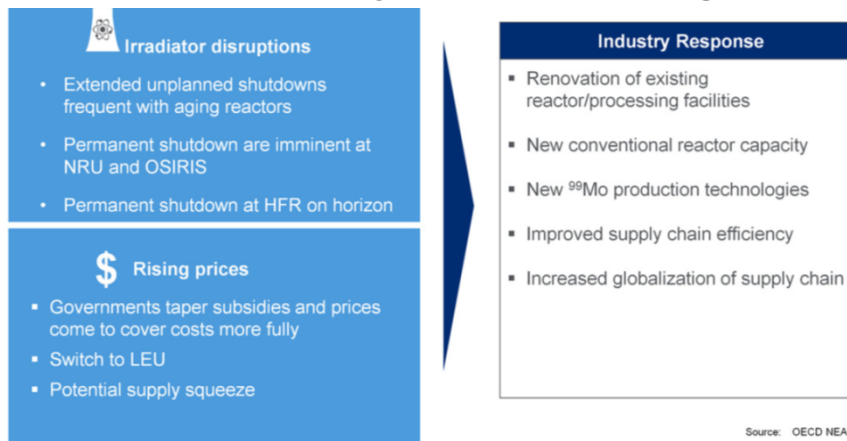 Irradiator disruptions
• Extended unplanned shutdowns
frequent with aging reactors
• Permanent shutdown are imminent at
NRU and OSIRIS
• Permanent shutdown at HFR on horizon
$ Rising prices
▪ Governments taper subsidies and prices
come to cover costs more fully
▪ Switch to LEU
▪ Potential supply squeeze
Industry Response
▪ Renovation of existing
reactor/processing facilities
▪ New conventional reactor capacity
▪ New ⁹⁹Mo production technologies
▪ Improved supply chain efficiency
▪ Increased globalization of supply chain
Source: OECD NEA